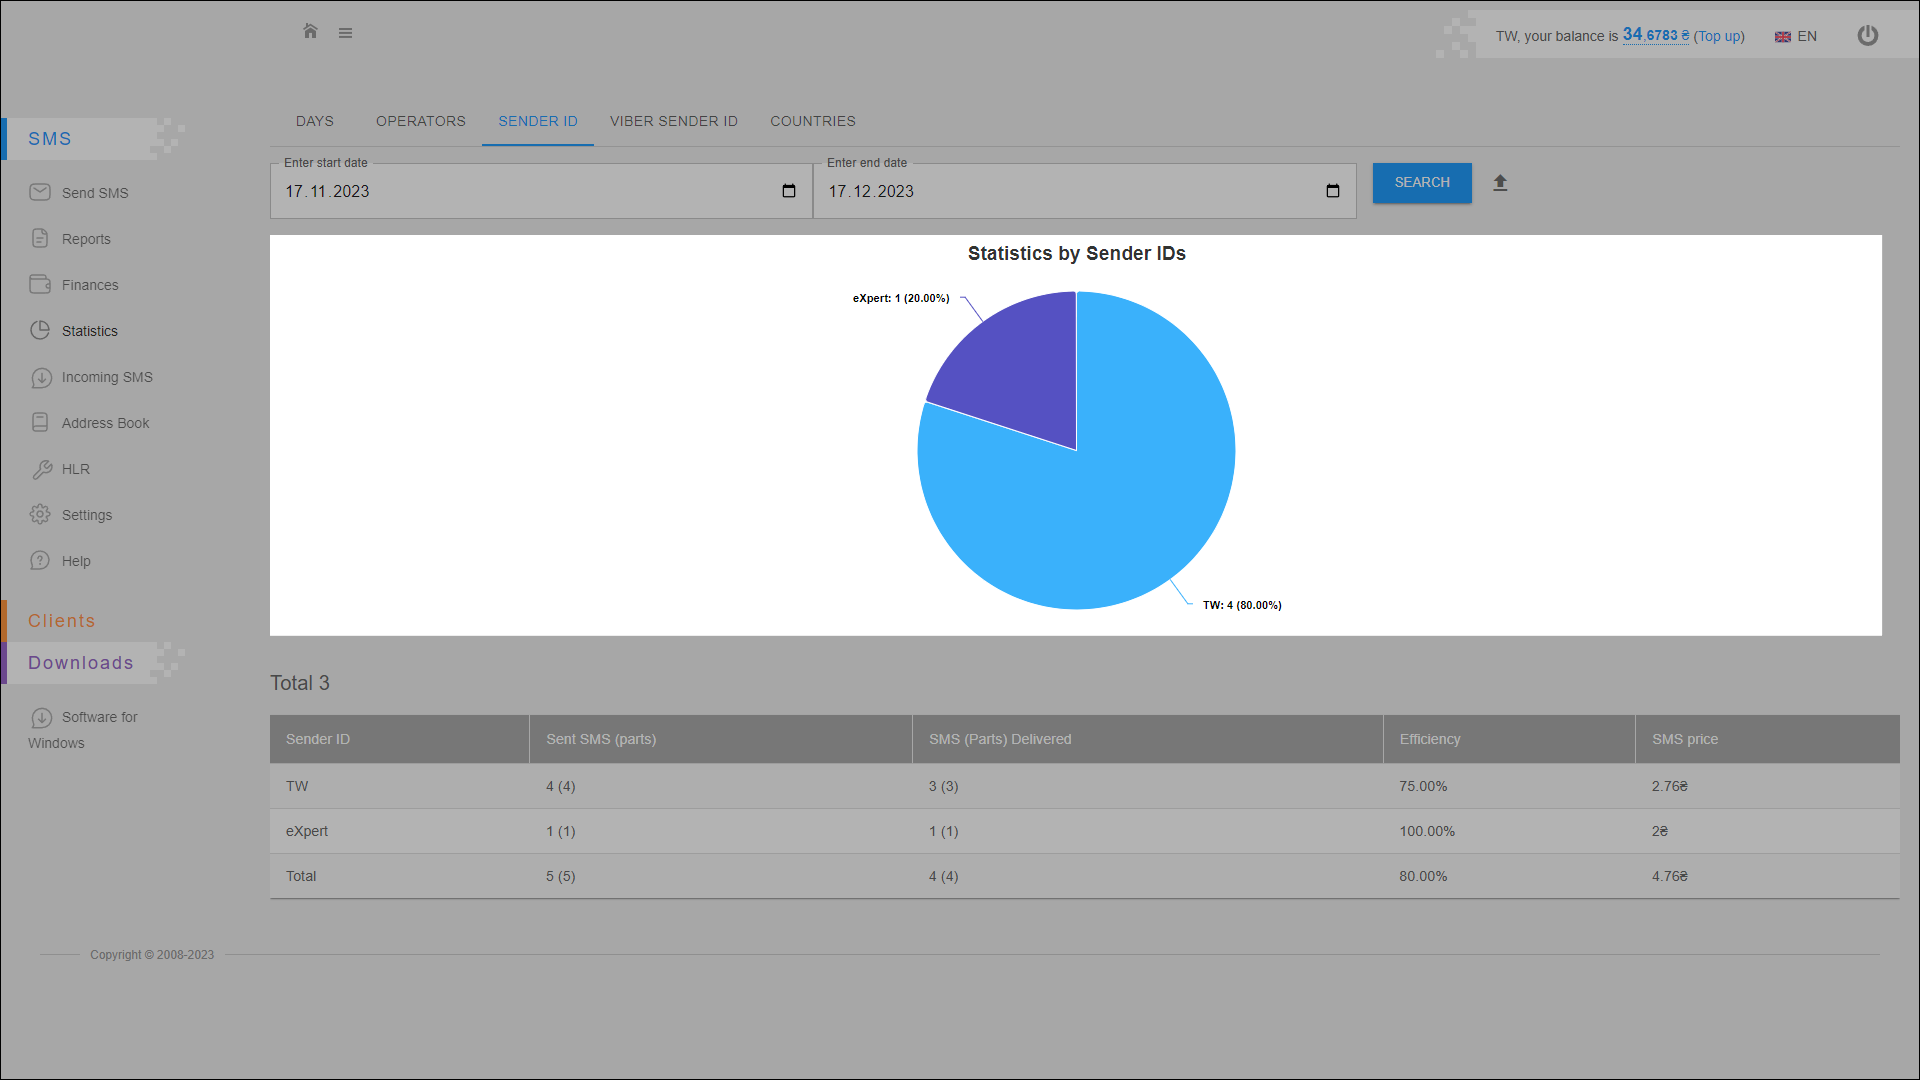 TW, your balance is 34,6783 ₴ (Top up)
EN
DAYS
OPERATORS
SENDER ID
VIBER SENDER ID
COUNTRIES
SMS
Enter start date
17.11.2023
Enter end date
17.12.2023
SEARCH
Send SMS
Reports
Finances
Statistics
Incoming SMS
Address Book
HLR
Settings
Help
Clients
Downloads
Software for
Windows
Statistics by Sender IDs
eXpert: 1 (20.00%)
TW: 4 (80.00%)
Total 3
Sender ID Sent SMS (parts) SMS (Parts) Delivered Efficiency SMS price
TW 4 (4) 3 (3) 75.00% 2.76₴
eXpert 1 (1) 1 (1) 100.00% 2₴
Total 5 (5) 4 (4) 80.00% 4.76₴
Copyright © 2008-2023